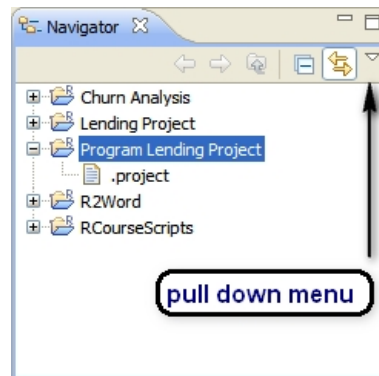 Navigator
Churn Analysis
Lending Project
Program Lending Project
.project
R2Word
RCourseScripts
pull down menu